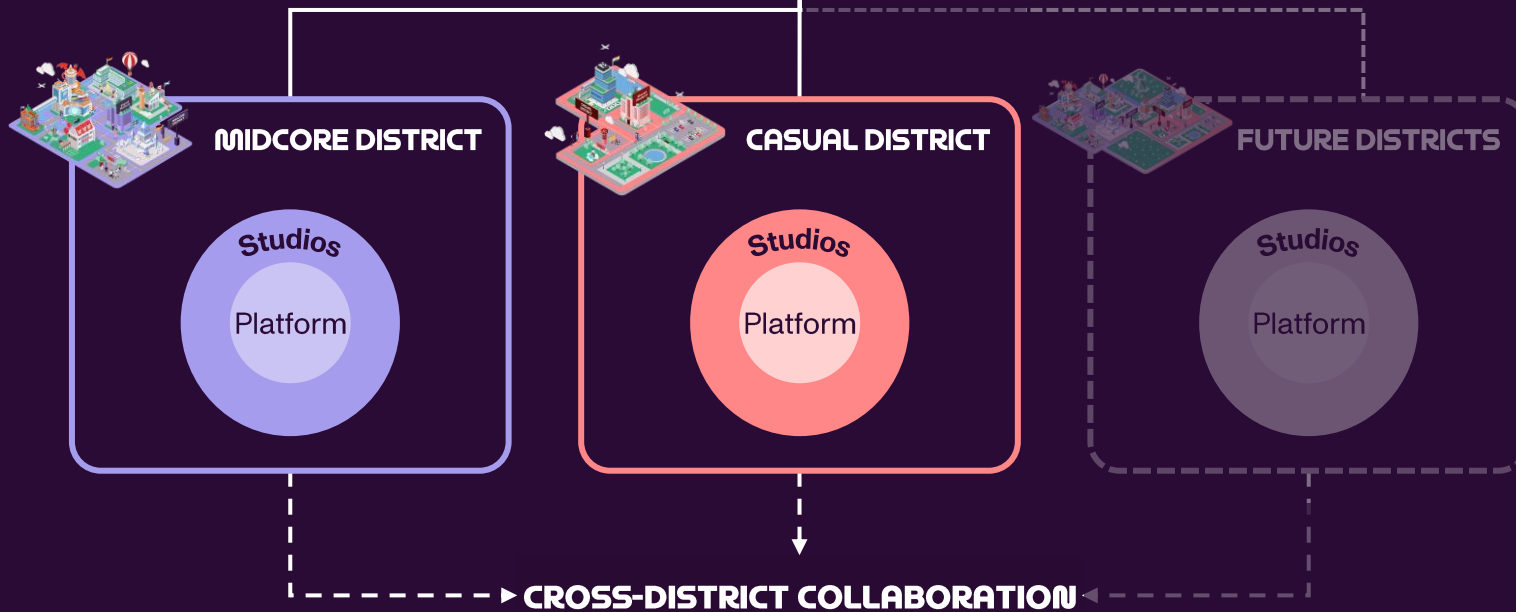 MIDCORE DISTRICT
CASUAL DISTRICT
FUTURE DISTRICTS
Studios
Platform
Studios
Platform
Studios
Platform
CROSS-DISTRICT COLLABORATION